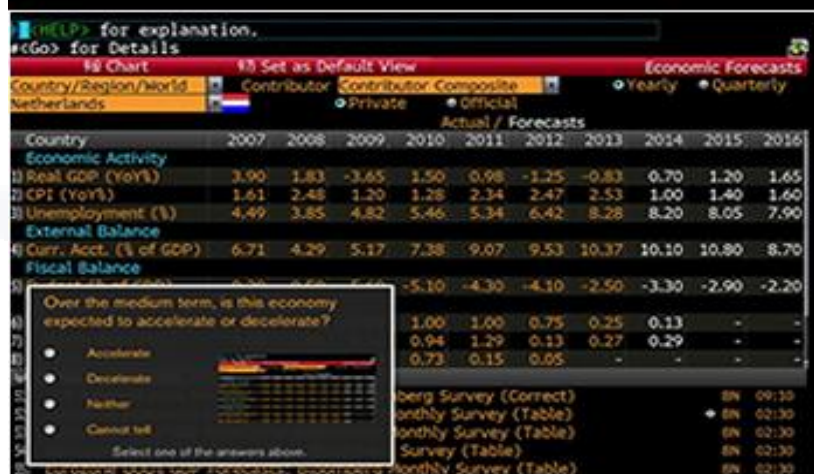 <HELP> for explanation.
#<Go> for Details
98 Chart 97 Set as Default View Economic Forecasts
Country/Region/World Contributor Contributor Composite Yearly Quarterly
Netherlands Private Official
Actual / Forecasts
Country 2007 2008 2009 2010 2011 2012 2013 2014 2015 2016
Economic Activity
1) Real GDP (YoY%) 3.90 1.83 -3.65 1.50 0.98 -1.25 -0.83 0.70 1.20 1.65
2) CPI (YoY%) 1.61 2.48 1.20 1.28 2.34 2.47 2.53 1.00 1.40 1.60
3) Unemployment (%) 4.49 3.85 4.82 5.46 5.34 6.42 8.28 8.20 8.05 7.90
External Balance
4) Curr. Acct. (% of GDP) 6.71 4.29 5.17 7.38 9.07 9.53 10.37 10.10 10.80 8.70
Fiscal Balance
5) -5.10 -4.30 -4.10 -2.50 -3.30 -2.90 -2.20
6) 1.00 1.00 0.75 0.25 0.13 - -
7) 0.94 1.29 0.13 0.27 0.29 - -
8) 0.73 0.15 0.05 - - - -
Over the medium term, is this economy
expected to accelerate or decelerate?
Accelerate
Decelerate
Neither
Cannot tell
Select one of the answers above.
berg Survey (Correct) BN 09:10
onthly Survey (Table) BN 02:30
onthly Survey (Table) BN 02:30
Survey (Table) BN 02:30
onthly Survey (Table) BN 02:30